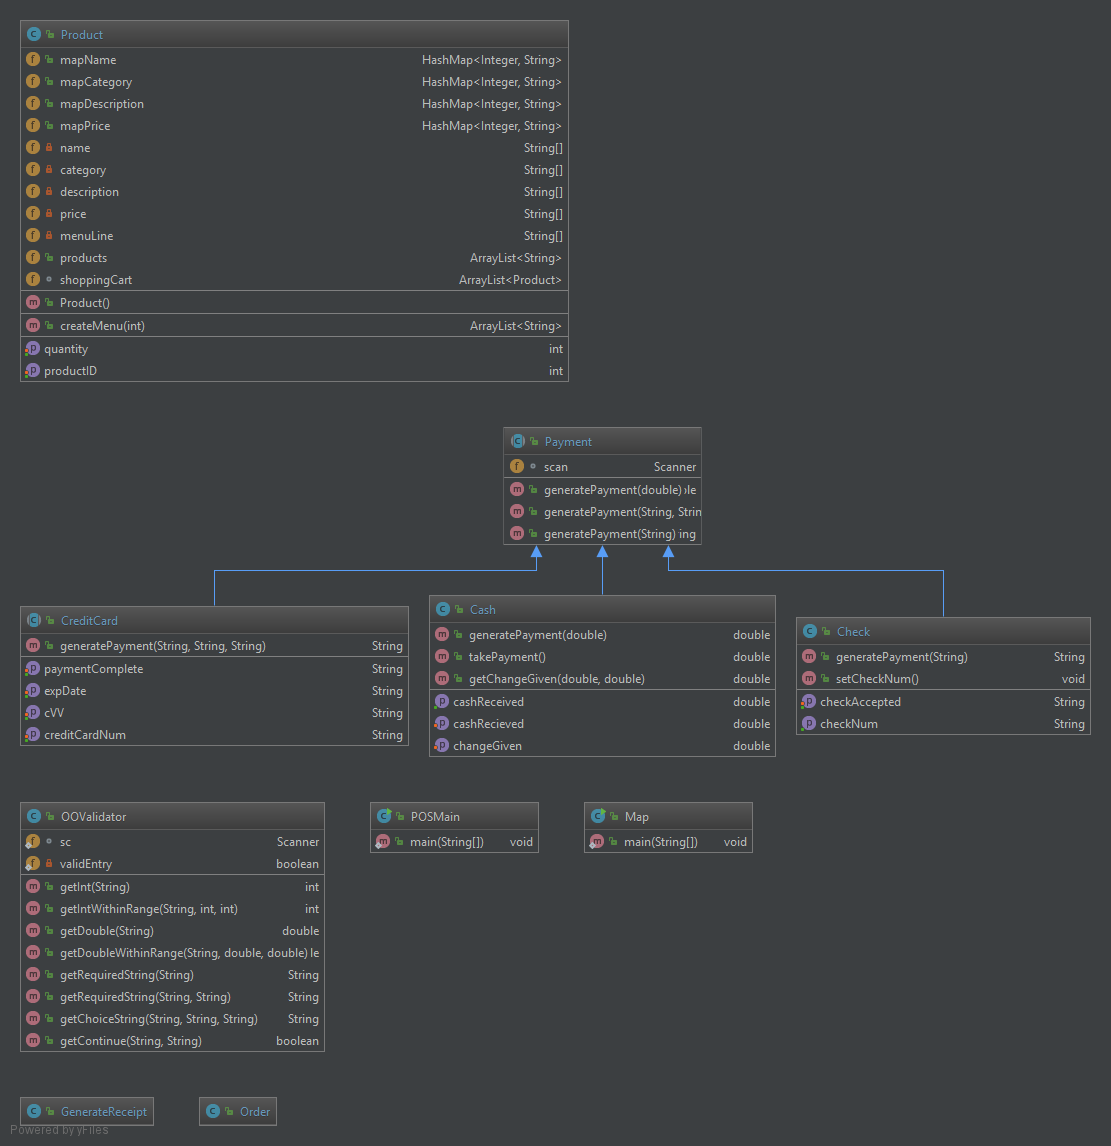 Product
mapName HashMap<Integer, String>
mapCategory HashMap<Integer, String>
mapDescription HashMap<Integer, String>
mapPrice HashMap<Integer, String>
name String[]
category String[]
description String[]
price String[]
menuLine String[]
products ArrayList<String>
shoppingCart ArrayList<Product>
Product()
createMenu(int) ArrayList<String>
quantity int
productID int
Payment
scan Scanner
generatePayment(double) le
generatePayment(String, Strin
generatePayment(String) ing
CreditCard
generatePayment(String, String, String) String
paymentComplete String
expDate String
cVV String
creditCardNum String
Cash
generatePayment(double) double
takePayment() double
getChangeGiven(double, double) double
cashReceived double
cashRecieved double
changeGiven double
Check
generatePayment(String) String
setCheckNum() void
checkAccepted String
checkNum String
OOValidator
sc Scanner
validEntry boolean
getInt(String) int
getIntWithinRange(String, int, int) int
getDouble(String) double
getDoubleWithinRange(String, double, double) le
getRequiredString(String) String
getRequiredString(String, String) String
getChoiceString(String, String, String) String
getContinue(String, String) boolean
POSMain
main(String[]) void
Map
main(String[]) void
GenerateReceipt
Order
Powered by yFiles